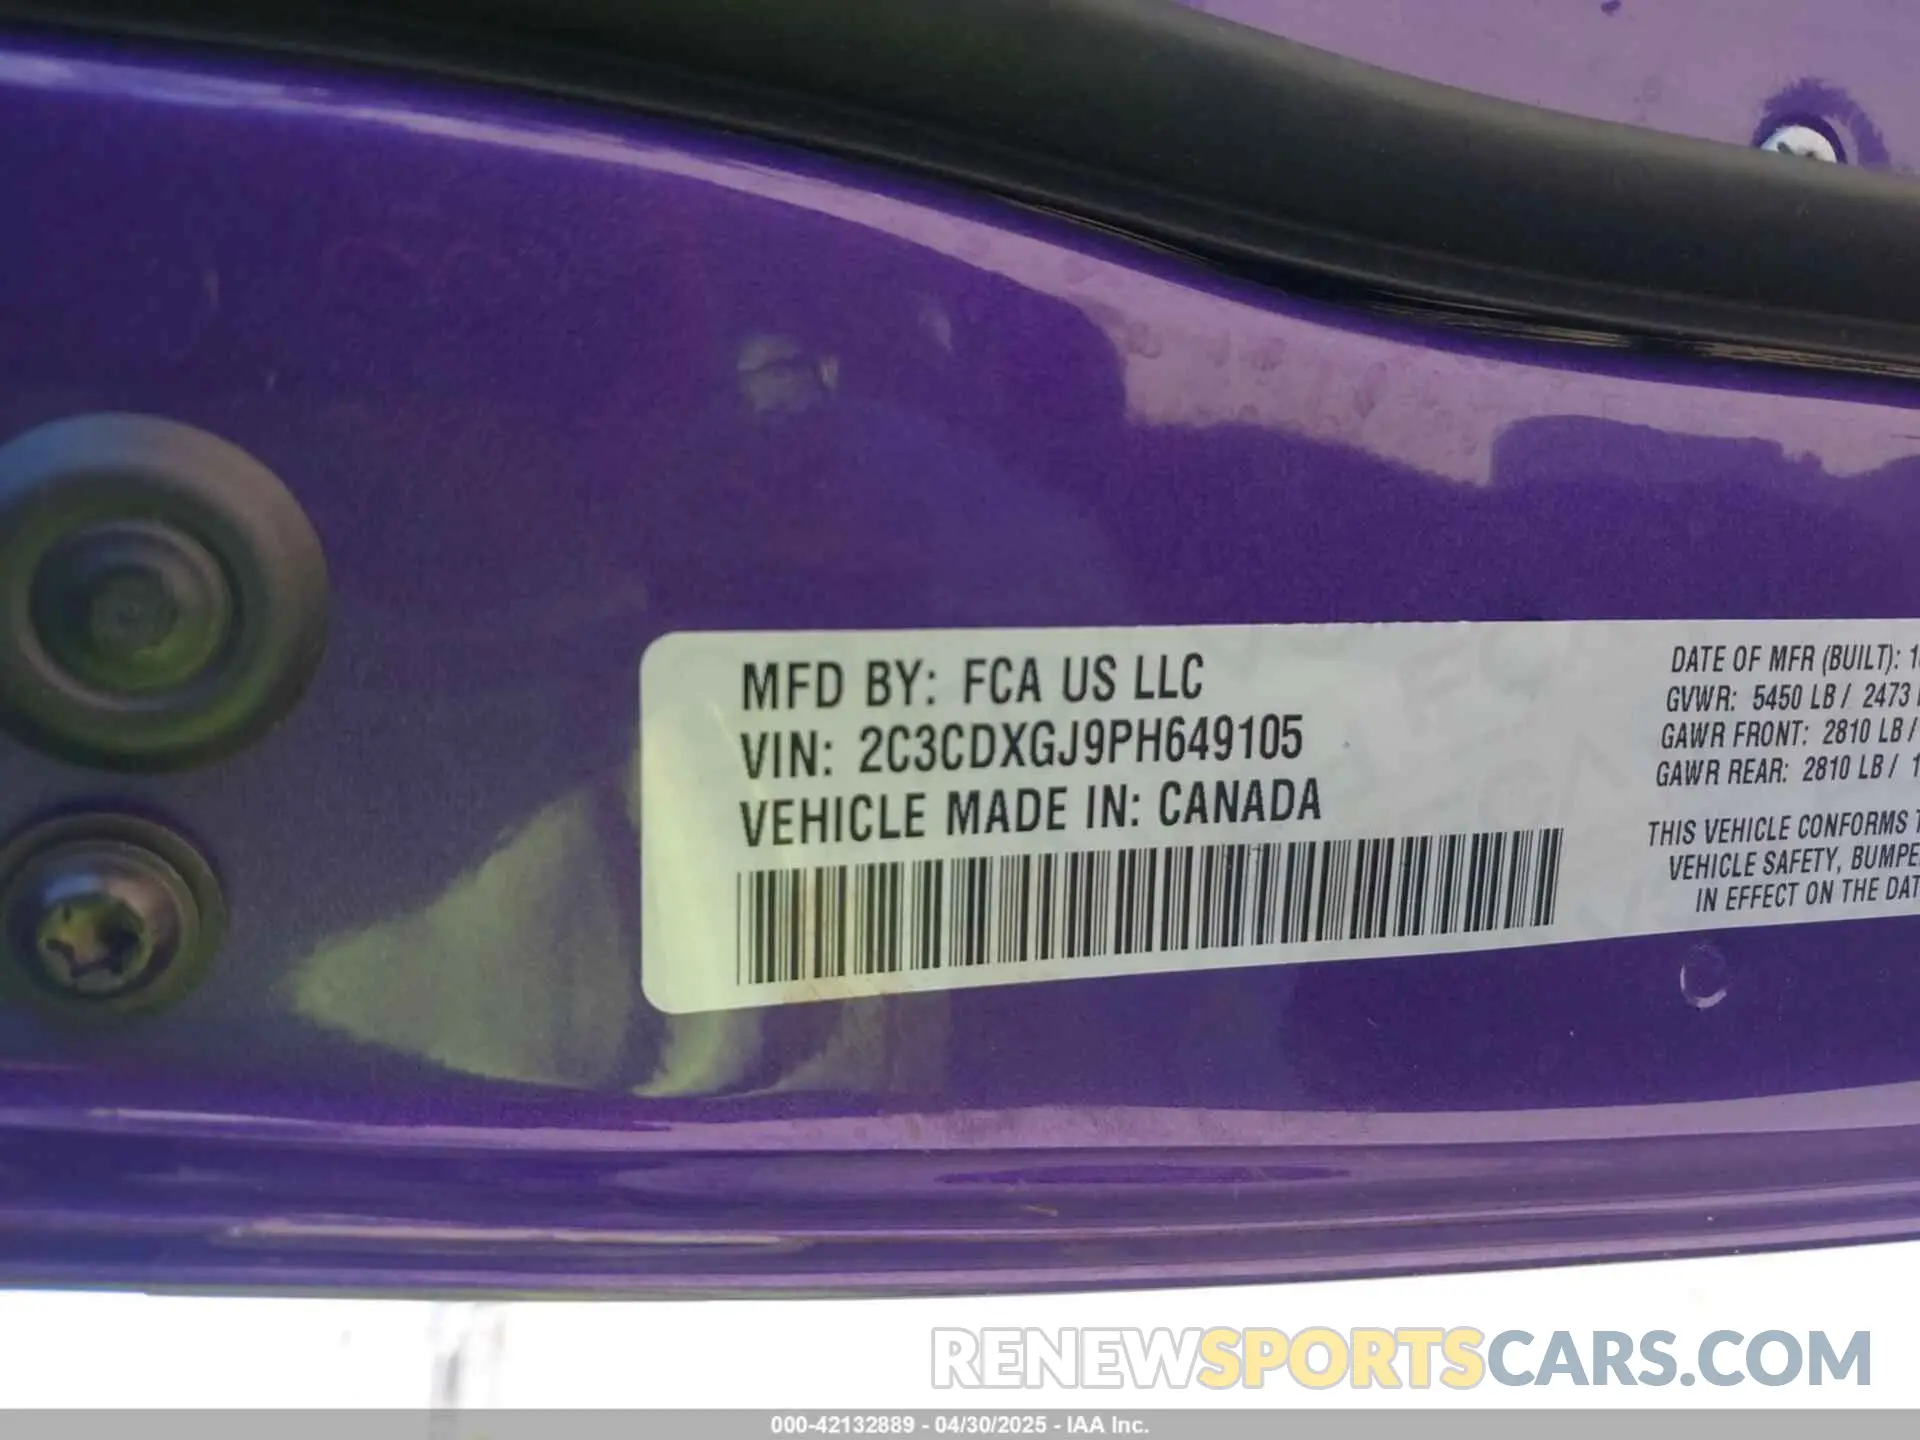 MFD BY: FCA US LLC
VIN: 2C3CDXGJ9PH649105
VEHICLE MADE IN: CANADA
DATE OF MFR (BUILT):
GVWR: 5450 LB / 2473
GAWR FRONT: 2810 LB /
GAWR REAR: 2810 LB /
THIS VEHICLE CONFORMS
VEHICLE SAFETY,
IN EFFECT ON THE
RENEWSPORTSCARS.COM
000-42132889 - 04/30/2025 - IAA Inc.